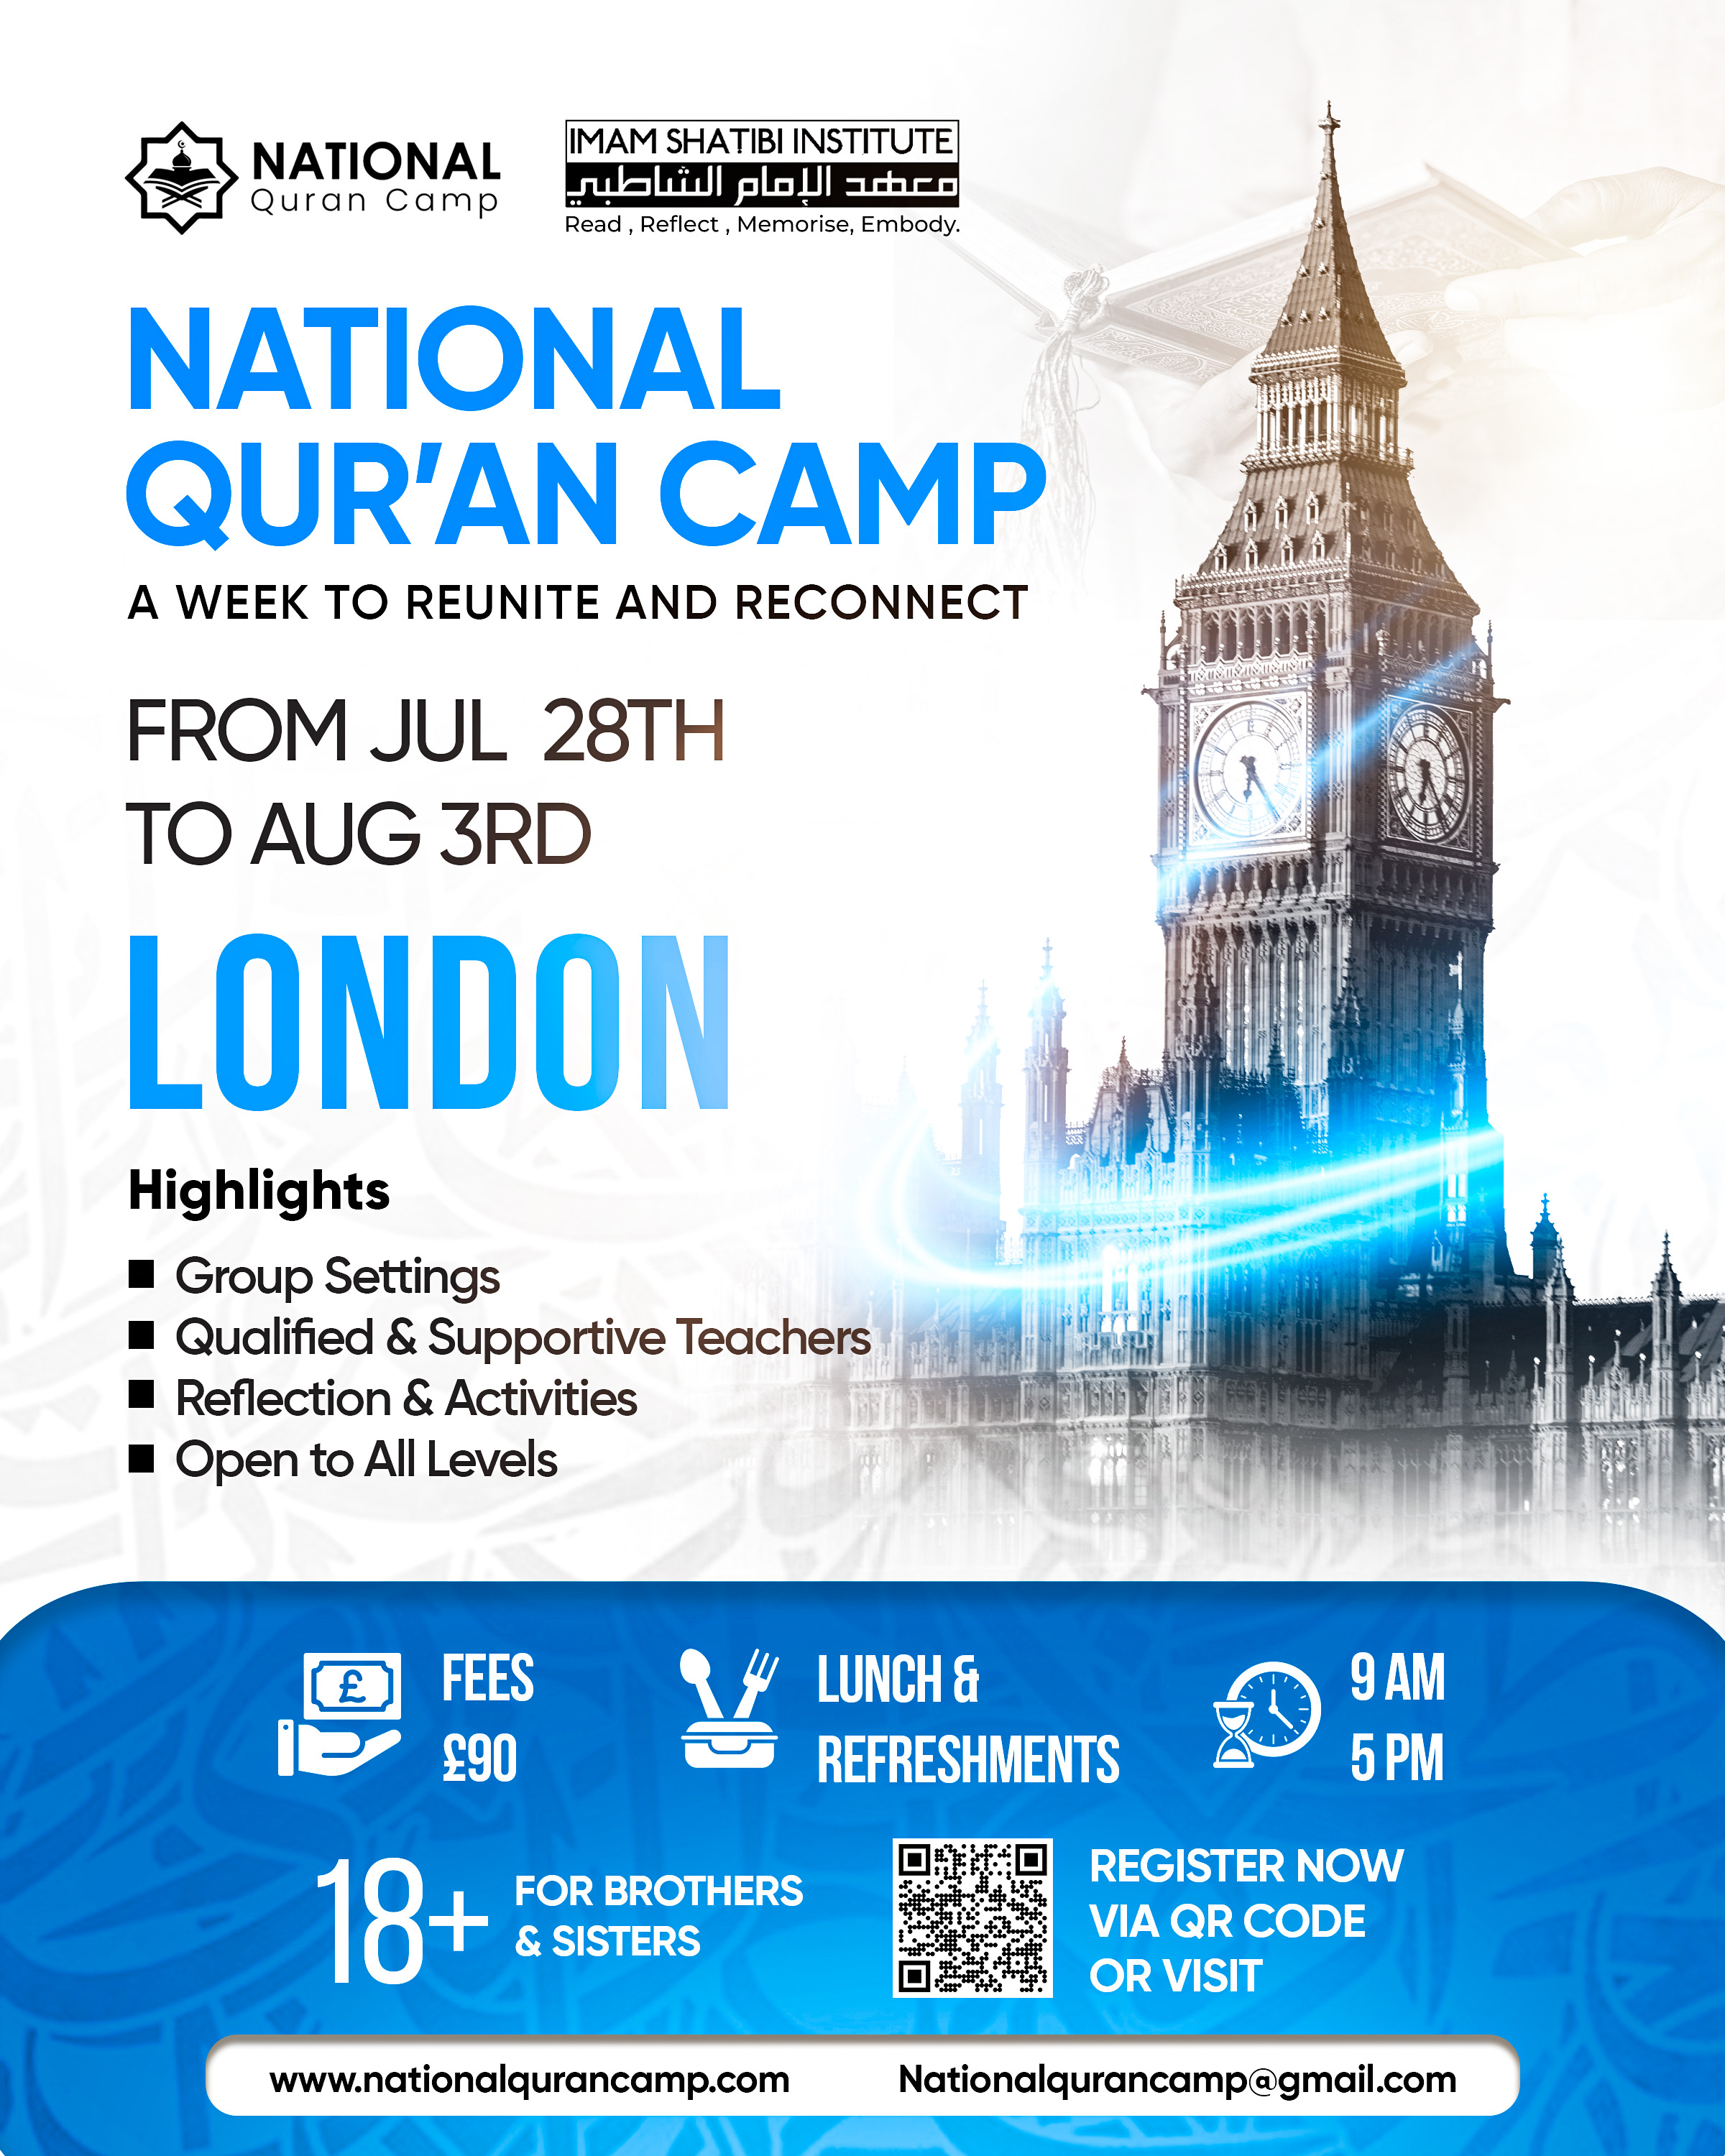 NATIONAL
Quran Camp
IMAM SHATIBI INSTITUTE
معهد الإمام الشاطبي
Read , Reflect , Memorise, Embody.
NATIONAL
QUR'AN CAMP
A WEEK TO REUNITE AND RECONNECT
FROM JUL 28TH
TO AUG 3RD
LONDON
Highlights
Group Settings
Qualified & Supportive Teachers
Reflection & Activities
Open to All Levels
FEES
£90
LUNCH &
REFRESHMENTS
9 AM
5 PM
18+
FOR BROTHERS
& SISTERS
REGISTER NOW
VIA QR CODE
OR VISIT
www.nationalqurancamp.com
Nationalqurancamp@gmail.com